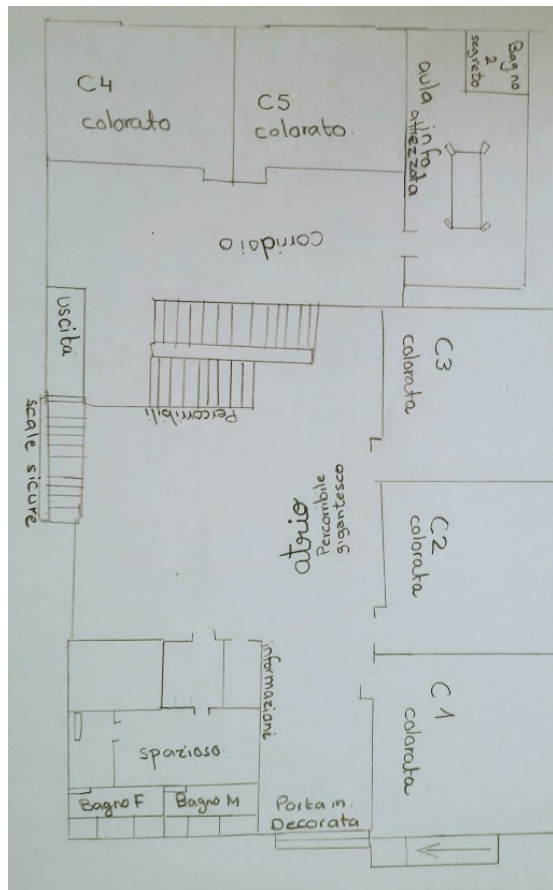 C4
colorato
C5
colorato.
aula info 1
attrezzata
Bagno
2
segreto
corridoio
uscita
scale sicure
Percorribili
C3
colorata
atrio
Percorribile
gigantesco
C2
colorata
informazioni
C1
colorata
spazioso
Bagno F
Bagno M
Porta in.
Decorata